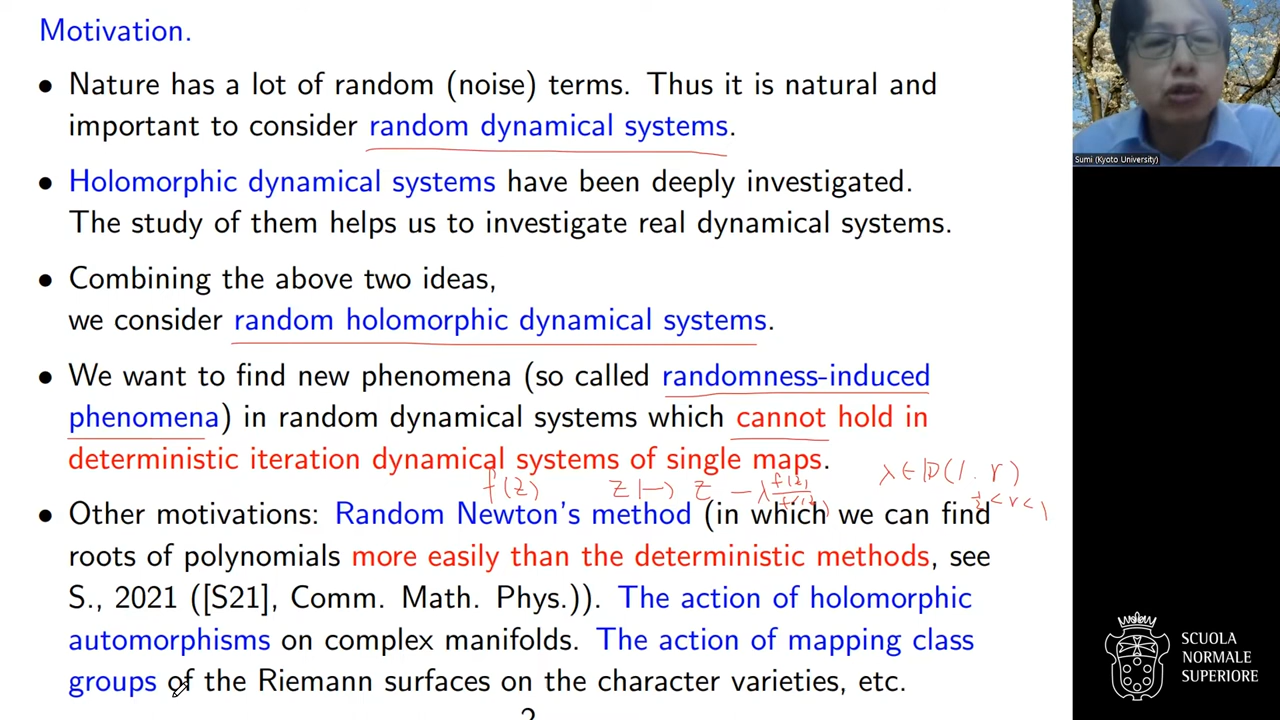 Motivation.
• Nature has a lot of random (noise) terms. Thus it is natural and
important to consider random dynamical systems.
• Holomorphic dynamical systems have been deeply investigated.
The study of them helps us to investigate real dynamical systems.
• Combining the above two ideas,
we consider random holomorphic dynamical systems.
• We want to find new phenomena (so called randomness-induced
phenomena) in random dynamical systems which cannot hold in
deterministic iteration dynamical systems of single maps.
f(z) z ↦ z - λ f(z)/f'(z) λ ∈ D(1, r)
1/2 < r < 1
• Other motivations: Random Newton's method (in which we can find
roots of polynomials more easily than the deterministic methods, see
S., 2021 ([S21], Comm. Math. Phys.)). The action of holomorphic
automorphisms on complex manifolds. The action of mapping class
groups of the Riemann surfaces on the character varieties, etc.
2
Sumi (Kyoto University)
SCUOLA
NORMALE
SUPERIORE